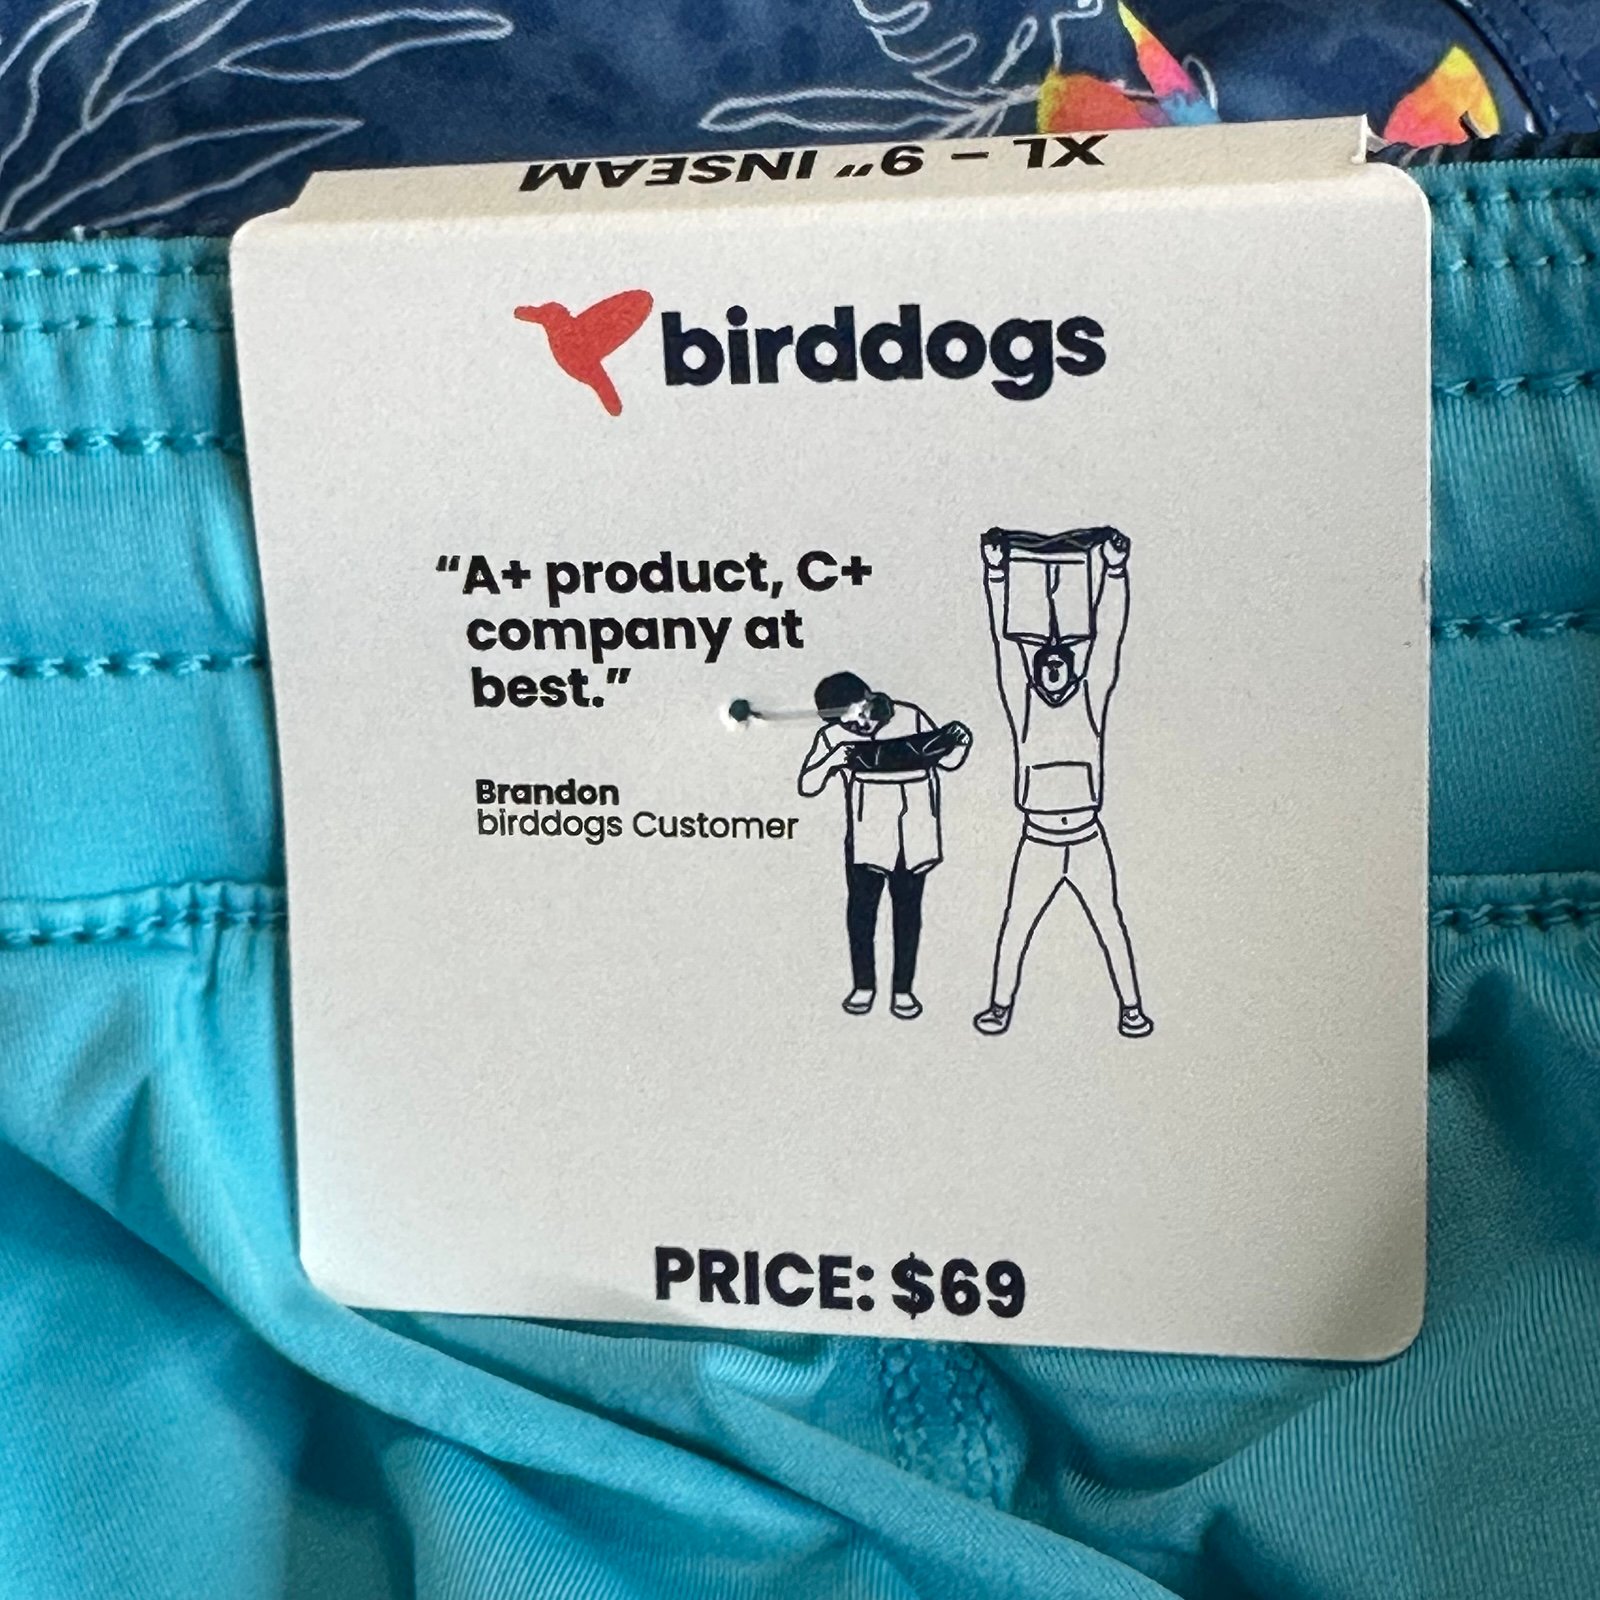 XL - 9" INSEAM
birddogs
“A+ product, C+
company at
best.”
Brandon
birddogs Customer
PRICE: $69